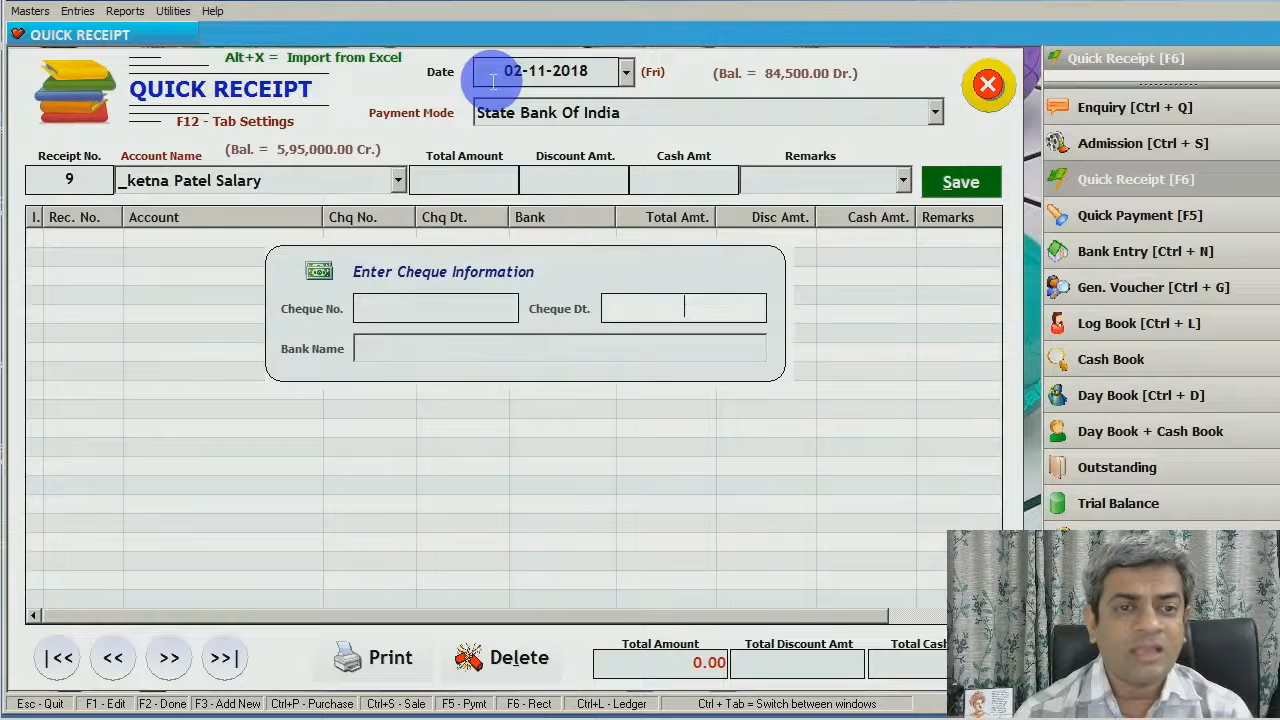 Masters Entries Reports Utilities Help
QUICK RECEIPT
Alt+X = Import from Excel
QUICK RECEIPT
F12 - Tab Settings
Date 02-11-2018 (Fri) (Bal. = 84,500.00 Dr.)
Payment Mode State Bank Of India
(Bal. = 5,95,000.00 Cr.)
Receipt No. Account Name Total Amount Discount Amt. Cash Amt Remarks
9 _ketna Patel Salary Save
I. Rec. No. Account Chq No. Chq Dt. Bank Total Amt. Disc Amt. Cash Amt. Remarks
Enter Cheque Information
Cheque No. Cheque Dt.
Bank Name
Quick Receipt [F6]
Enquiry [Ctrl + Q]
Admission [Ctrl + S]
Quick Receipt [F6]
Quick Payment [F5]
Bank Entry [Ctrl + N]
Gen. Voucher [Ctrl + G]
Log Book [Ctrl + L]
Cash Book
Day Book [Ctrl + D]
Day Book + Cash Book
Outstanding
Trial Balance
|<< << >> >>| Print Delete
Total Amount Total Discount Amt Total Cas
0.00
Esc - Quit F1 - Edit F2 - Done F3 - Add New Ctl-P - Purchase Ctrl+S - Sale F5 - Pymt F6 - Rec. Ctrl+L - Ledger Ctrl + Tab = Switch between windows